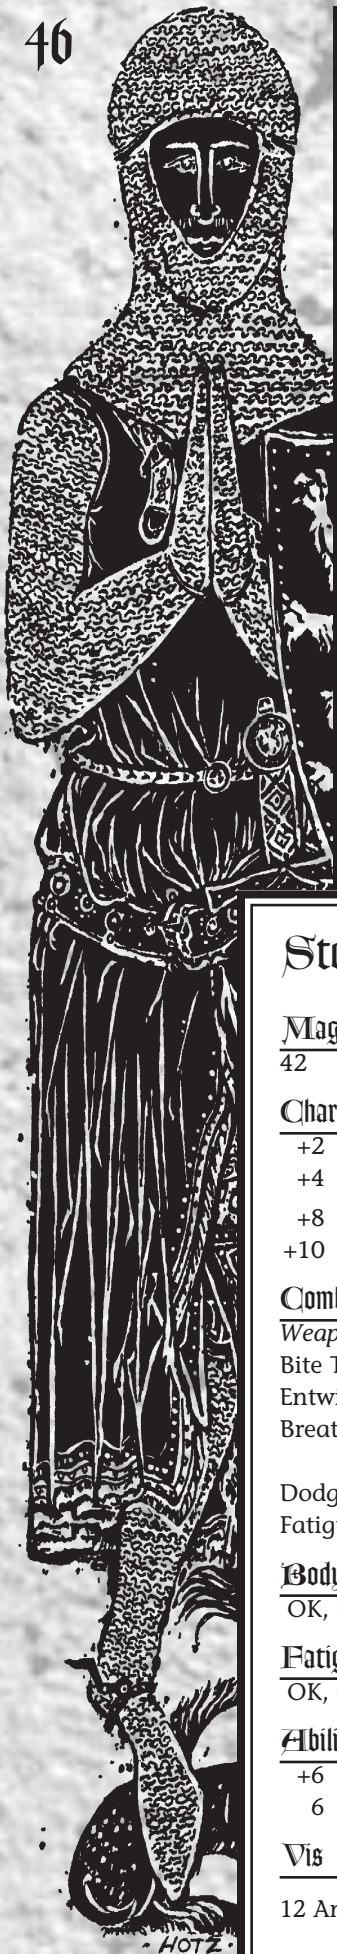 46
Sto
Mag
42
Char
+2
+4
+8
+10
Comb
Weap
Bite T
Entwi
Breat
Dodg
Fatig
Body
OK,
Fatig
OK,
Abili
+6
6
Vis
12 Ar
HOTZ